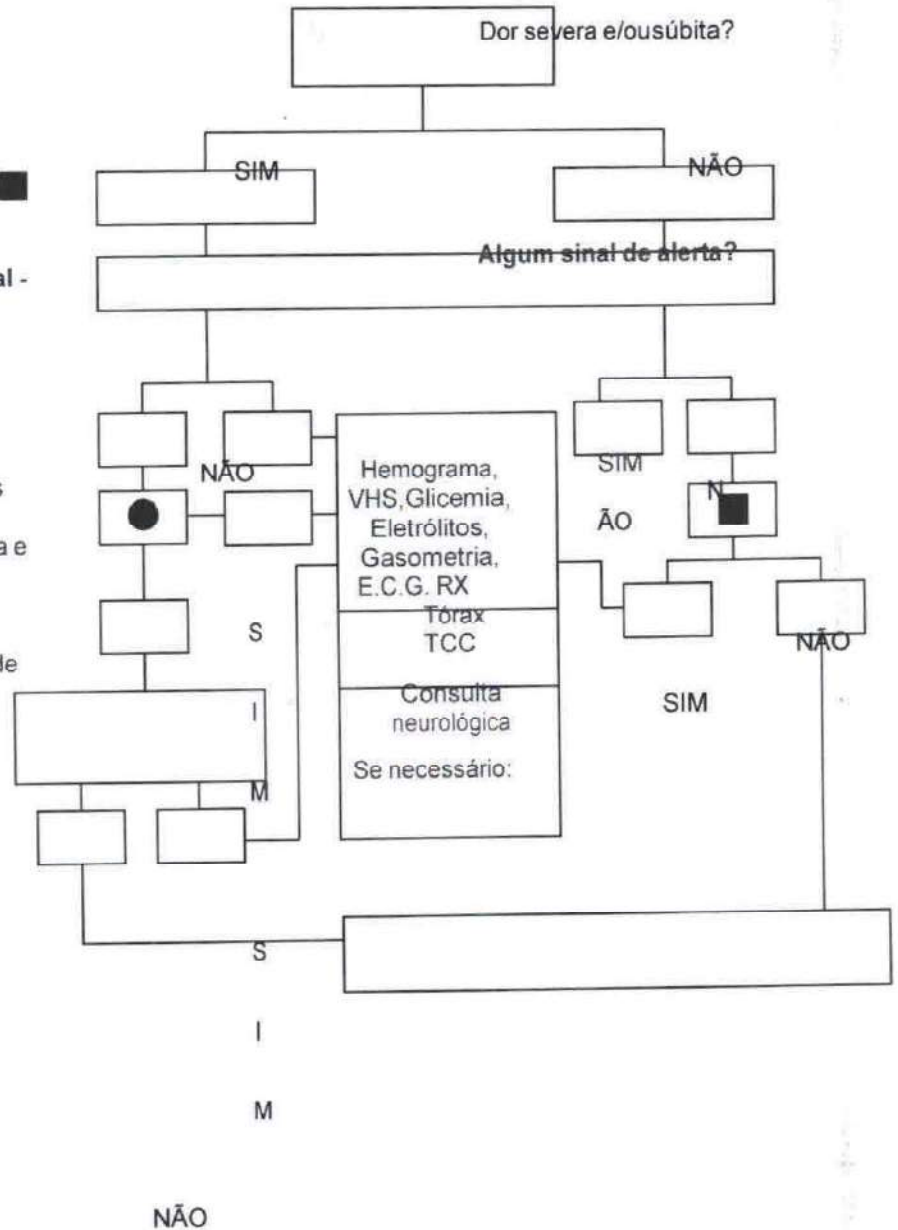 Dor severa e/ousúbita?
SIM
NÃO
Algum sinal de alerta?
al -
NÃO
Hemograma,
VHS,Glicemia,
Eletrólitos,
Gasometria,
E.C.G. RX
Tórax
TCC
Consulta
neurológica
Se necessário:
SIM
N
ÃO
s
a e
de
S
I
M
SIM
NÃO
S
I
M
NÃO